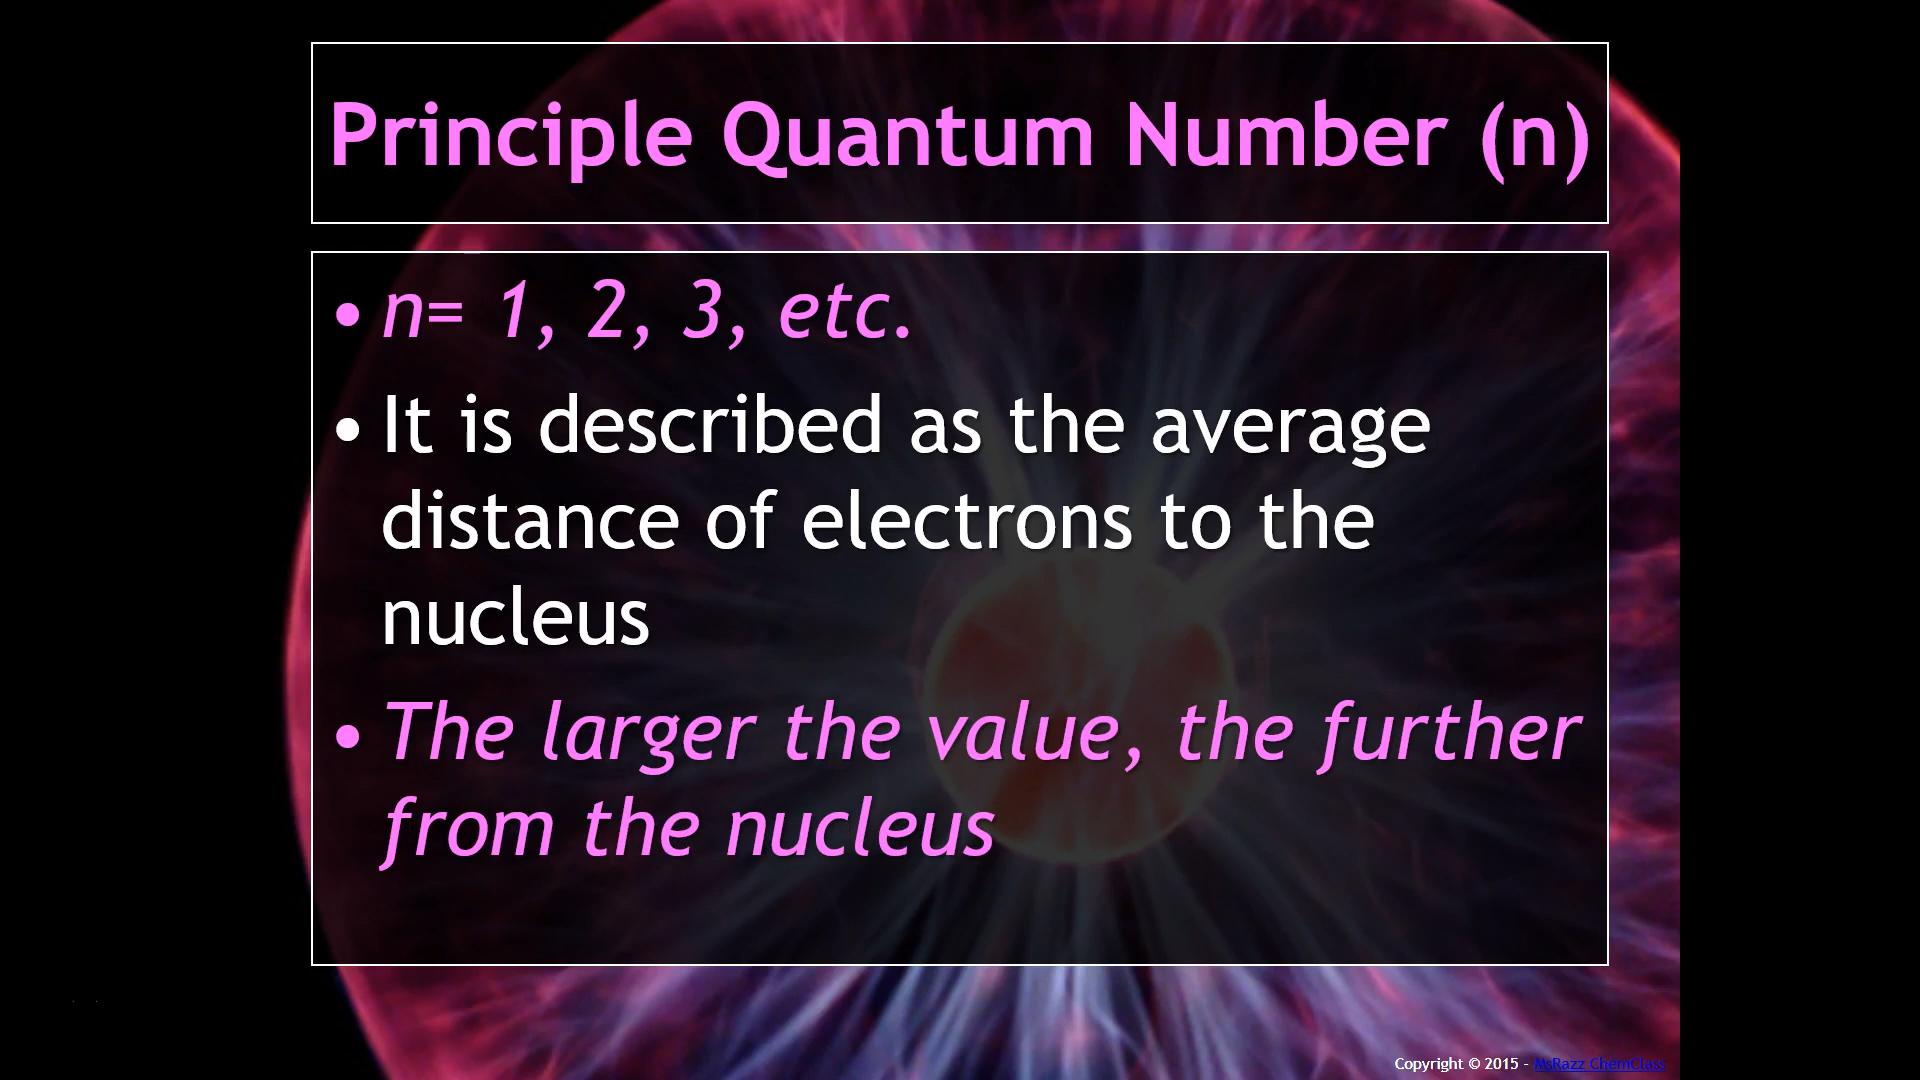 Principle Quantum Number (n)
• n= 1, 2, 3, etc.
• It is described as the average
distance of electrons to the
nucleus
• The larger the value, the further
from the nucleus
Copyright © 2015 - MsRazz ChemClass